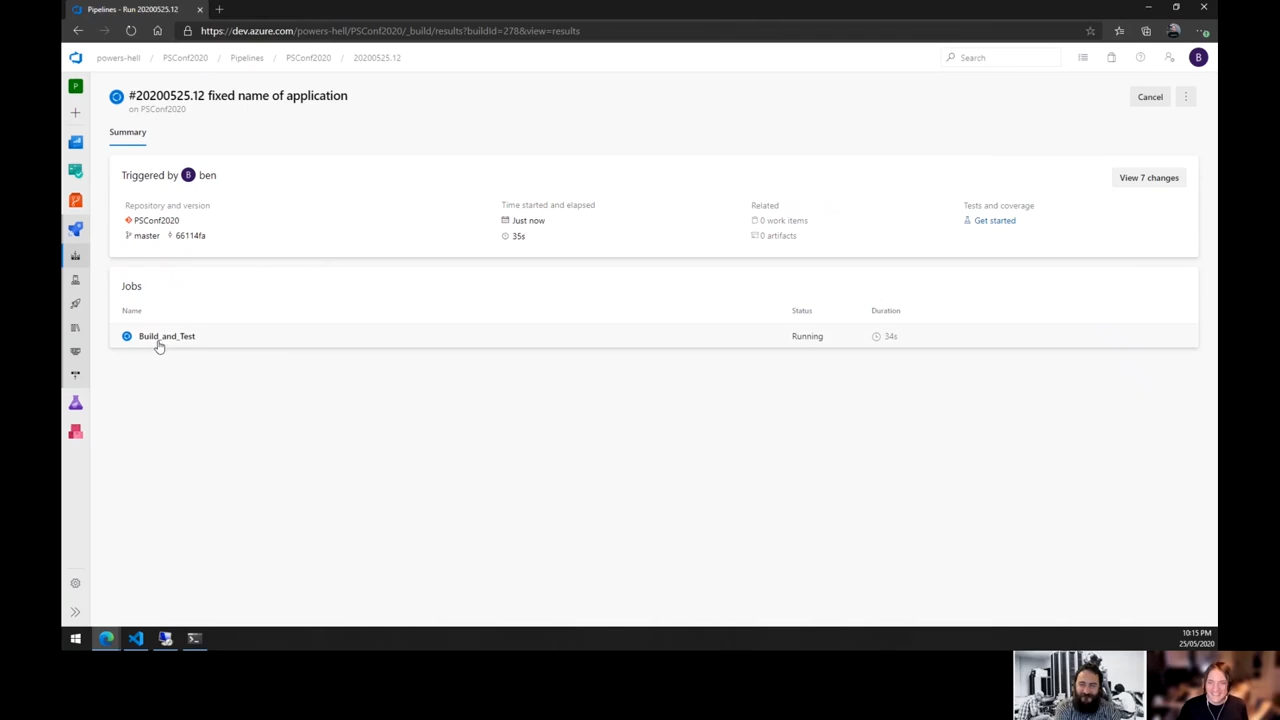 Pipelines - Run 20200525.12
https://dev.azure.com/powers-hell/PSConf2020/_build/results?buildId=278&view=results
powers-hell / PSConf2020 / Pipelines / PSConf2020 / 20200525.12
Search
B
P
#20200525.12 fixed name of application
on PSConf2020
Cancel
Summary
Triggered by B ben
View 7 changes
Repository and version
Time started and elapsed
Related
Tests and coverage
PSConf2020
Just now
0 work items
Get started
master 66114fa
35s
0 artifacts
Jobs
Name
Status
Duration
Build_and_Test
Running
34s
10:15 PM
25/05/2020